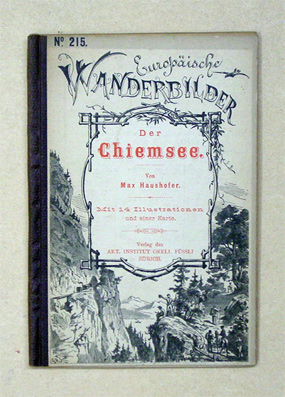 No 215.
Europäische
WANDERBILDER
Der
Chiemsee.
Von
Max Haushofer.
Mit 14 Illustrationen
und einer Karte.
Verlag des
ART. INSTITUT ORELL FÜSSLI
ZÜRICH.